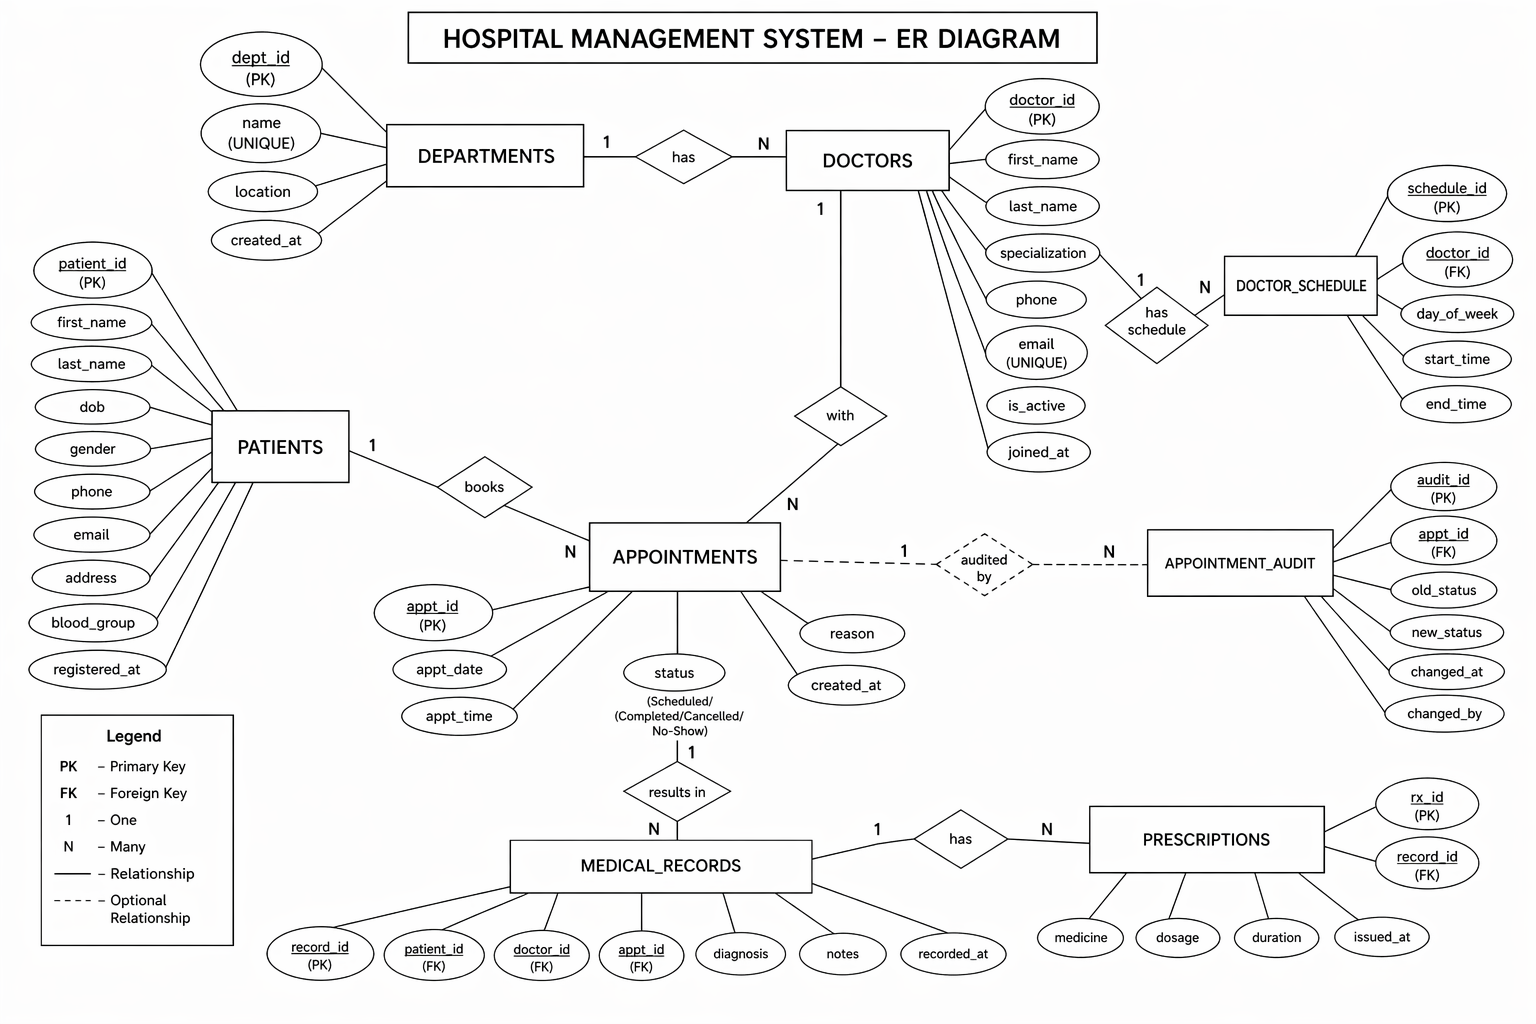 HOSPITAL MANAGEMENT SYSTEM – ER DIAGRAM
dept_id
(PK)
name
(UNIQUE)
location
created_at
DEPARTMENTS
1
has
N
DOCTORS
1
doctor_id
(PK)
first_name
last_name
specialization
phone
email
(UNIQUE)
is_active
joined_at
1
has
schedule
N
DOCTOR_SCHEDULE
schedule_id
(PK)
doctor_id
(FK)
day_of_week
start_time
end_time
patient_id
(PK)
first_name
last_name
dob
gender
phone
email
address
blood_group
registered_at
PATIENTS
1
books
N
with
N
APPOINTMENTS
1
audited
by
N
APPOINTMENT_AUDIT
audit_id
(PK)
appt_id
(FK)
old_status
new_status
changed_at
changed_by
appt_id
(PK)
appt_date
appt_time
status
(Scheduled/
(Completed/Cancelled/
No-Show)
reason
created_at
1
results in
N
MEDICAL_RECORDS
1
has
N
PRESCRIPTIONS
rx_id
(PK)
record_id
(FK)
medicine
dosage
duration
issued_at
record_id
(PK)
patient_id
(FK)
doctor_id
(FK)
appt_id
(FK)
diagnosis
notes
recorded_at
Legend
PK – Primary Key
FK – Foreign Key
1 – One
N – Many
– Relationship
– Optional
Relationship